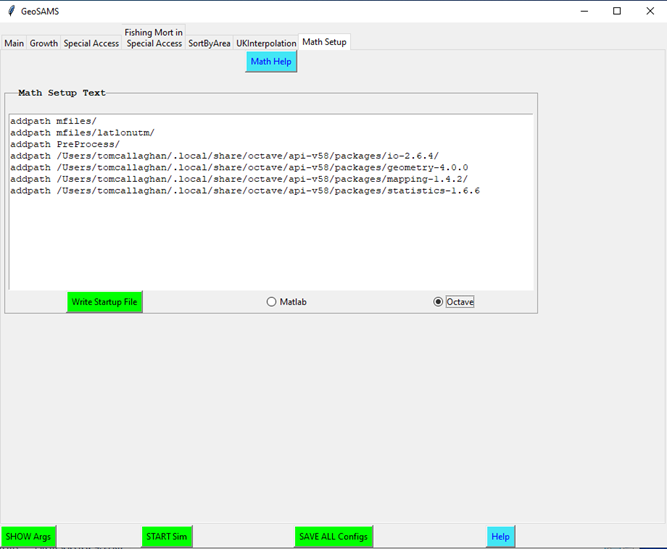 GeoSAMS
Main
Growth
Special Access
Fishing Mort in
Special Access
SortByArea
UKInterpolation
Math Setup
Math Help
Math Setup Text
addpath mfiles/
addpath mfiles/latlonutm/
addpath PreProcess/
addpath /Users/tomcallaghan/.local/share/octave/api-v58/packages/io-2.6.4/
addpath /Users/tomcallaghan/.local/share/octave/api-v58/packages/geometry-4.0.0
addpath /Users/tomcallaghan/.local/share/octave/api-v58/packages/mapping-1.4.2/
addpath /Users/tomcallaghan/.local/share/octave/api-v58/packages/statistics-1.6.6
Write Startup File
Matlab
Octave
SHOW Args
START Sim
SAVE ALL Configs
Help